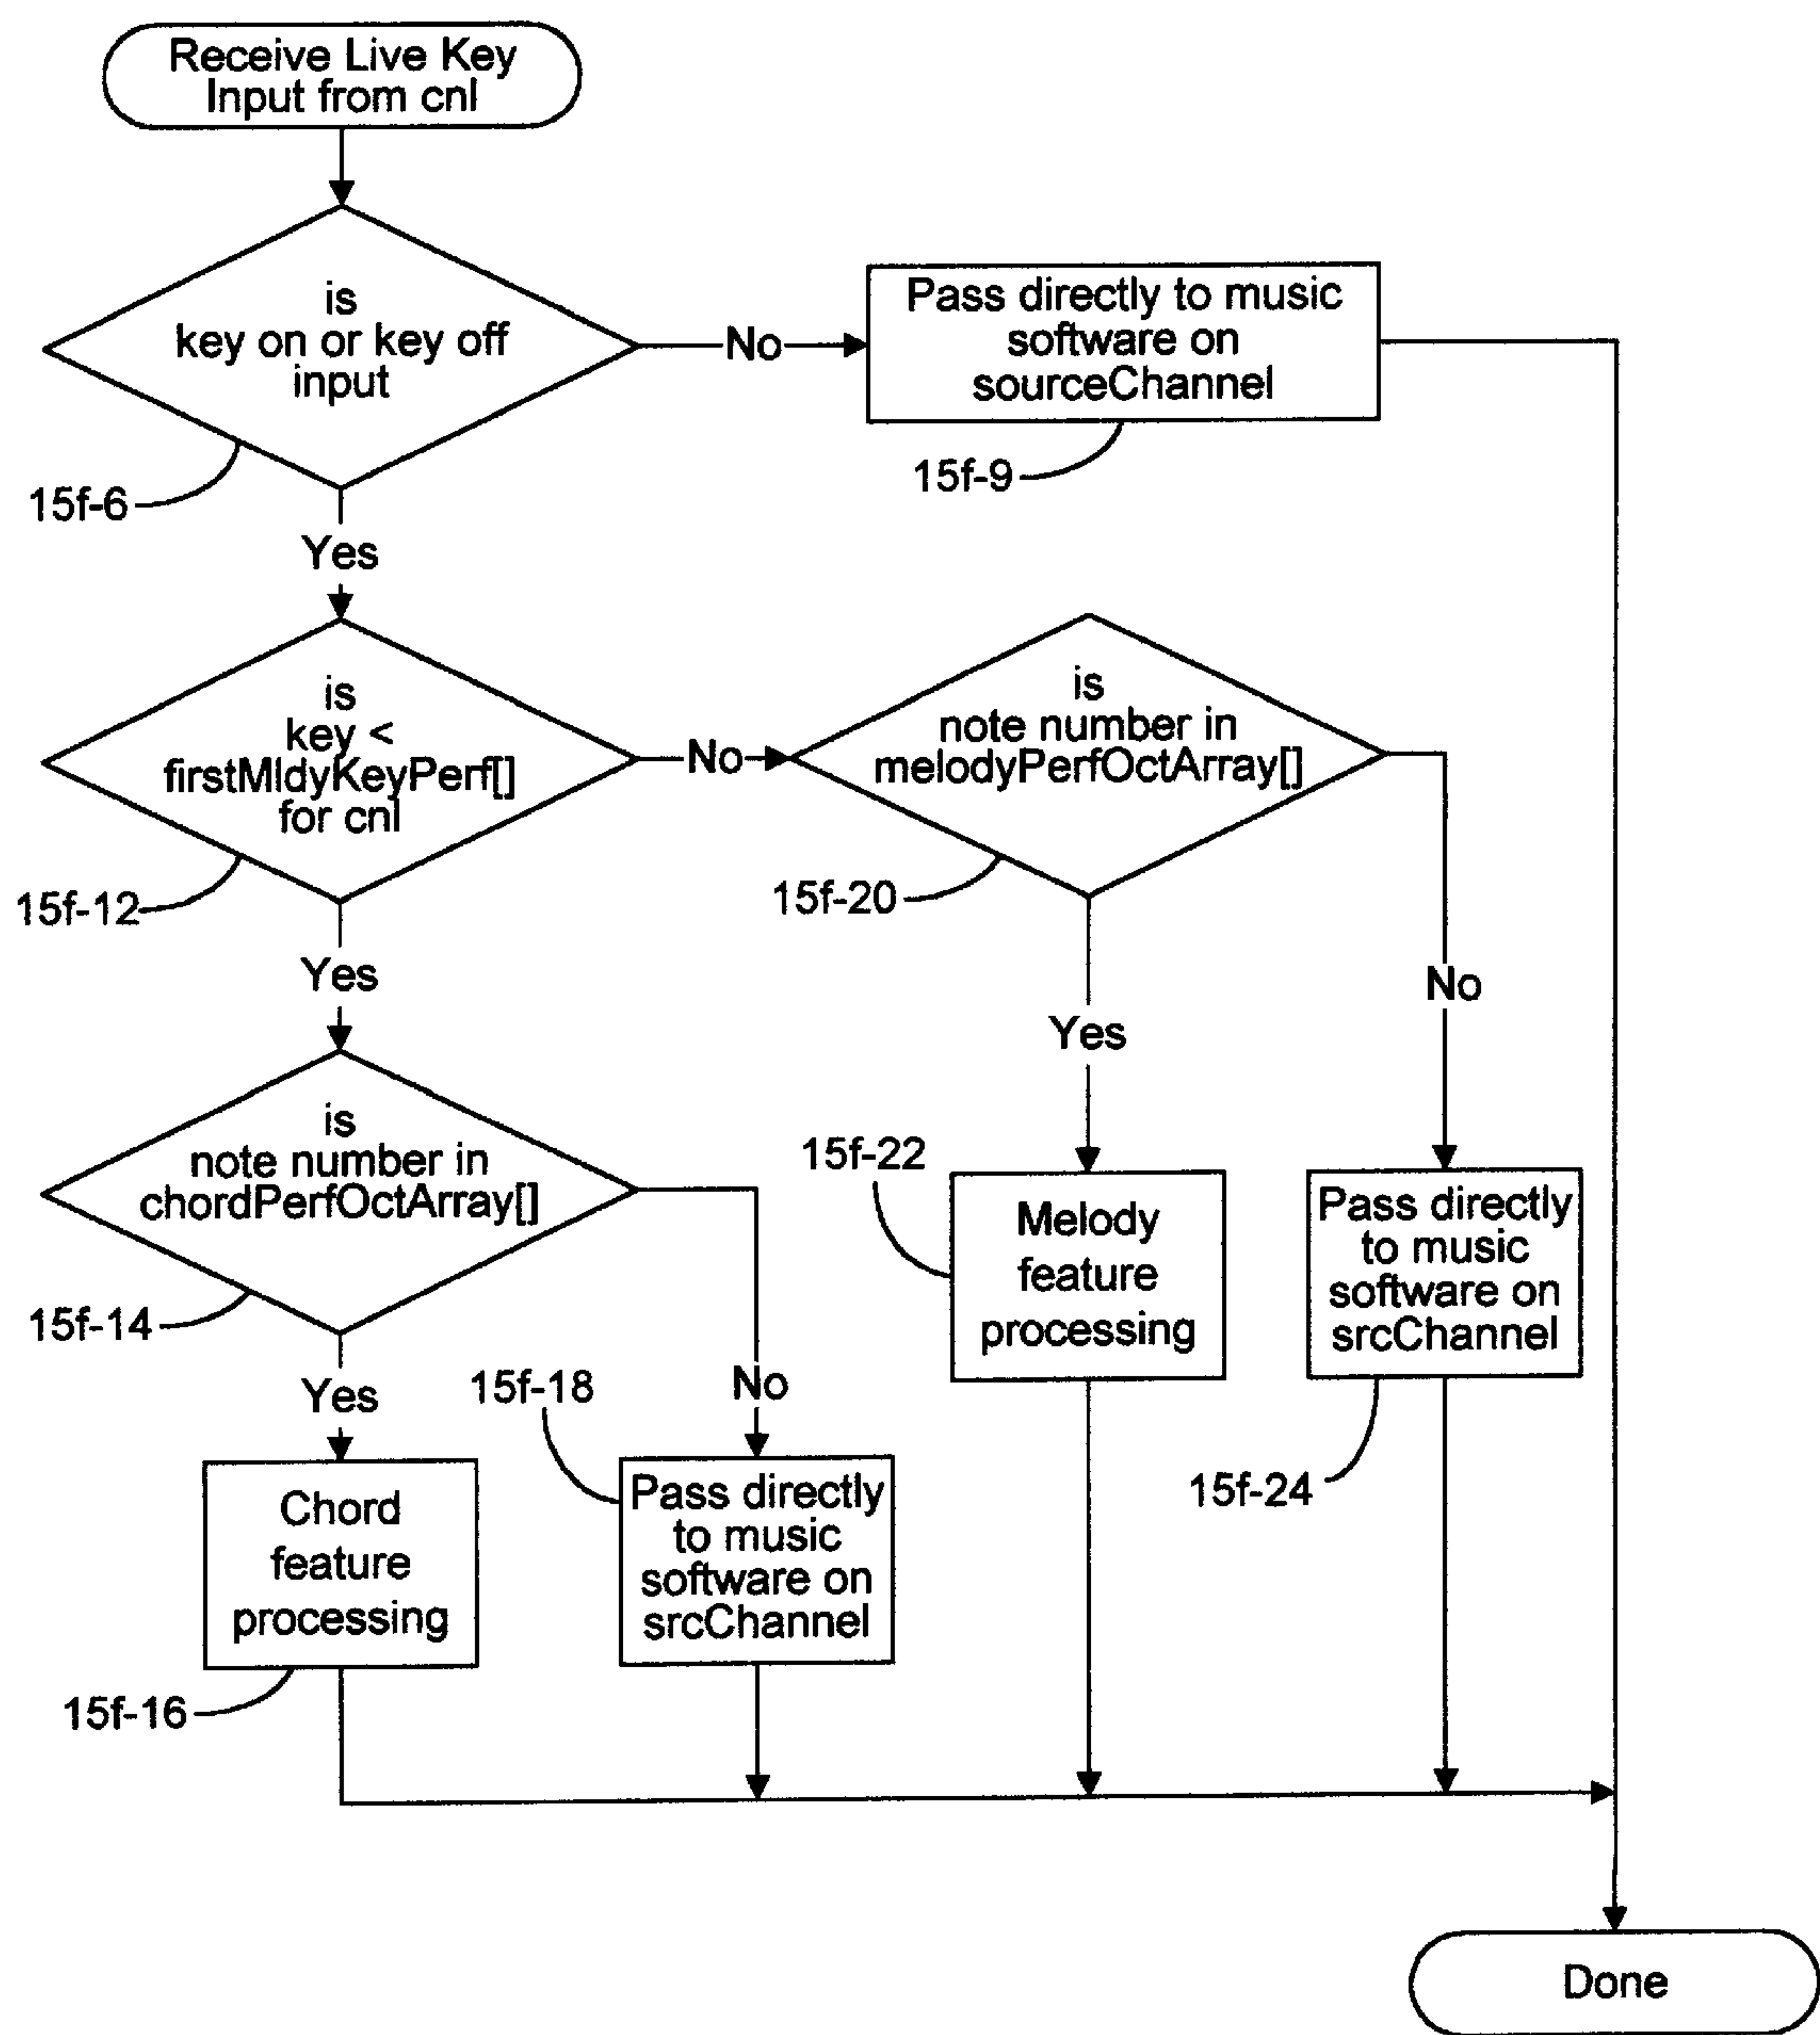 Receive Live Key
Input from cnl
is
key on or key off
input
No
Pass directly to music
software on
sourceChannel
15f-6
15f-9
Yes
is
key <
firstMldyKeyPerf[]
for cnl
No
is
note number in
melodyPerfOctArray[]
15f-12
15f-20
Yes
No
Yes
is
note number in
chordPerfOctArray[]
15f-22
Melody
feature
processing
Pass directly
to music
software on
srcChannel
15f-14
Yes
15f-18
No
15f-24
Chord
feature
processing
Pass directly
to music
software on
srcChannel
15f-16
Done